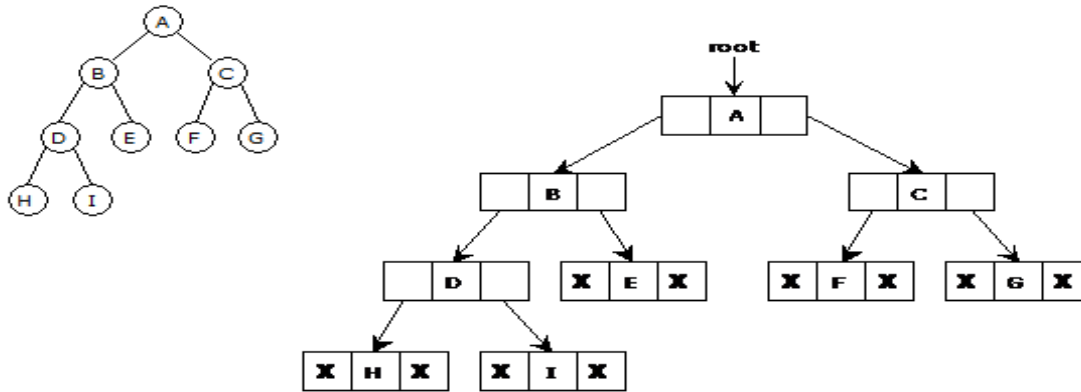 A
B C
D E F G
H I
root
A
B C
D X E X X F X X G X
X H X X I X